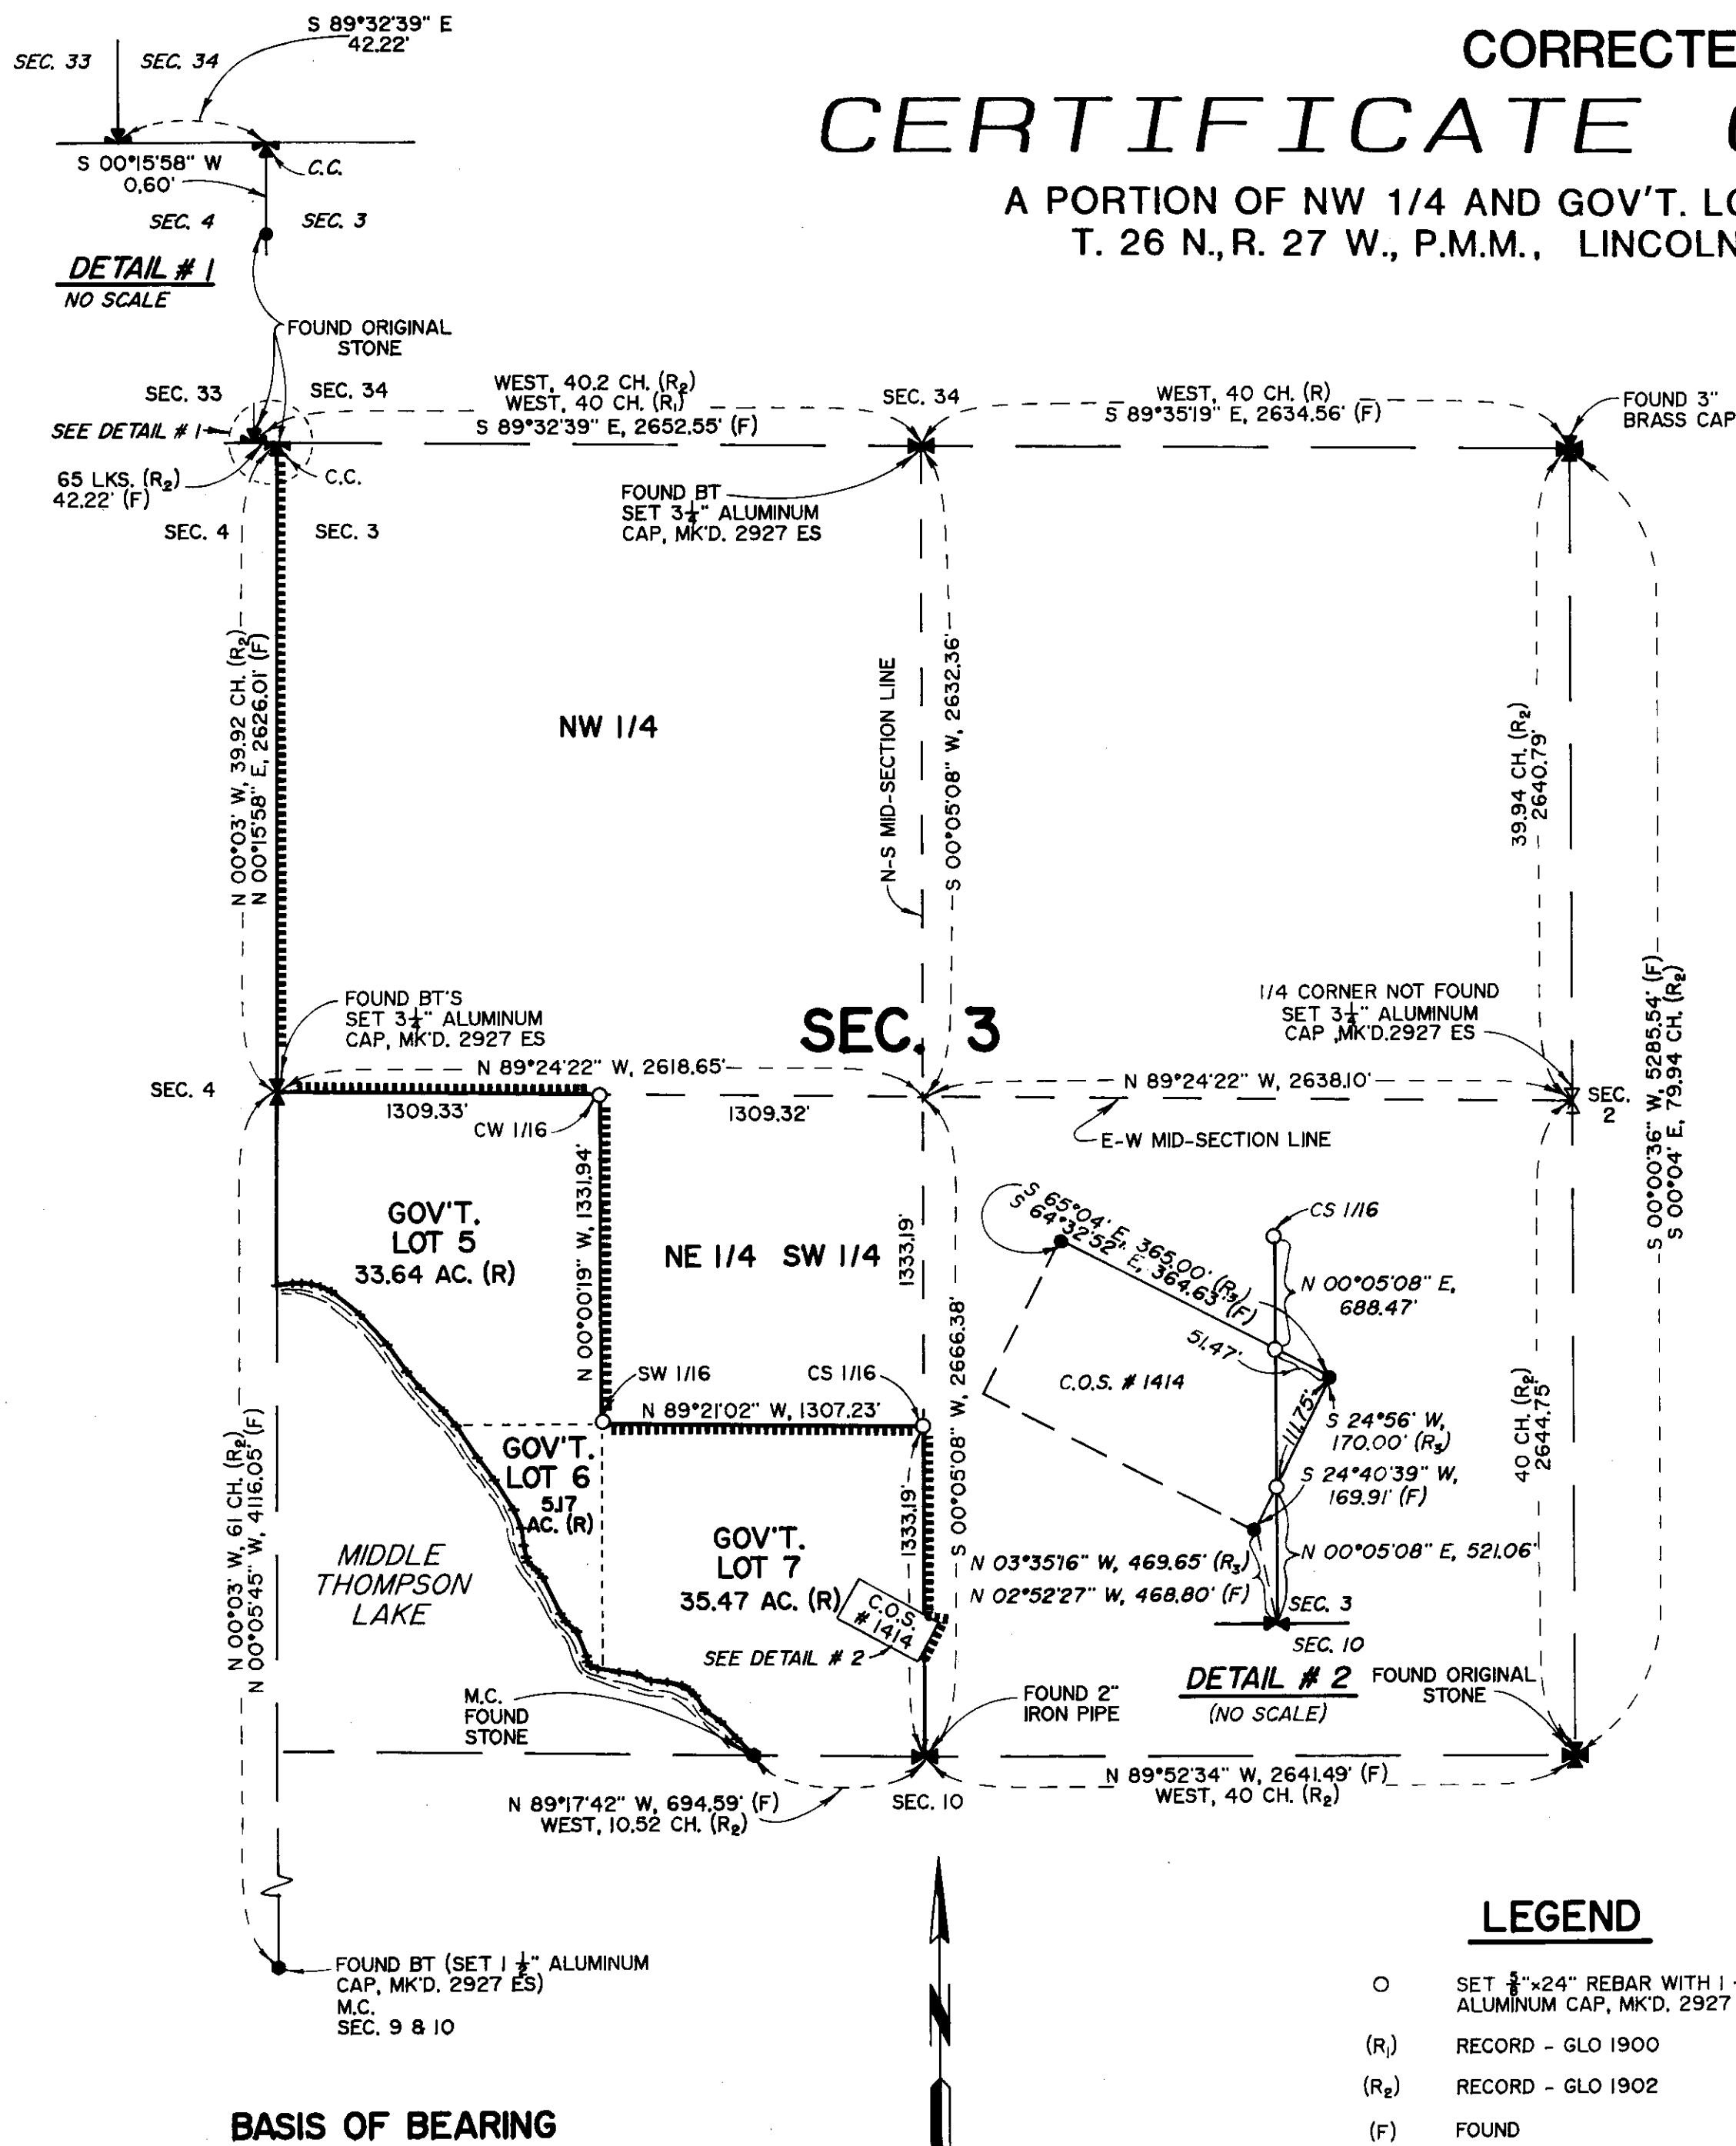 CORRECTE
CERTIFICATE
A PORTION OF NW 1/4 AND GOV'T. LO
T. 26 N., R. 27 W., P.M.M., LINCOLN
S 89°32'39" E
42.22'
SEC. 33
SEC. 34
S 00°15'58" W
0.60'
C.C.
SEC. 4
SEC. 3
DETAIL # 1
NO SCALE
FOUND ORIGINAL
STONE
SEC. 33
SEC. 34
SEE DETAIL # 1
65 LKS. (R₂)
42.22' (F)
C.C.
SEC. 4
SEC. 3
WEST, 40.2 CH. (R₂)
WEST, 40 CH. (R₁)
S 89°32'39" E, 2652.55' (F)
SEC. 34
WEST, 40 CH. (R)
S 89°35'19" E, 2634.56' (F)
FOUND 3"
BRASS CAP
FOUND BT
SET 3¼" ALUMINUM
CAP, MK'D. 2927 ES
N 00°03' W, 39.92 CH. (R₂)
N 00°15'58" E, 2626.01' (F)
NW 1/4
N-S MID-SECTION LINE
S 00°05'08" W, 2632.36'
39.94 CH. (R₂)
2640.79'
S 00°00'36" W, 5285.54' (F)
S 00°04' E, 79.94 CH. (R₂)
FOUND BT'S
SET 3¼" ALUMINUM
CAP, MK'D. 2927 ES
SEC. 3
1/4 CORNER NOT FOUND
SET 3¼" ALUMINUM
CAP ,MK'D.2927 ES
SEC. 4
N 89°24'22" W, 2618.65'
1309.33'
CW 1/16
1309.32'
N 89°24'22" W, 2638.10'
E-W MID-SECTION LINE
SEC.
2
GOV'T.
LOT 5
33.64 AC. (R)
N 00°00'19" W, 1331.94'
NE 1/4 SW 1/4
1333.19'
S 00°05'08" W, 2666.38'
SW 1/16
CS 1/16
N 89°21'02" W, 1307.23'
S 65°04' E, 365.00' (R₃)
S 64°32'52" E, 364.63' (F)
CS 1/16
N 00°05'08" E,
688.47'
51.47'
C.O.S. # 1414
111.75'
S 24°56' W,
170.00' (R₃)
S 24°40'39" W,
169.91' (F)
N 00°05'08" E, 521.06'
N 03°35'16" W, 469.65' (R₃)
N 02°52'27" W, 468.80' (F)
SEC. 3
SEC. 10
DETAIL # 2
(NO SCALE)
40 CH. (R₂)
2644.75'
N 00°03' W, 61 CH. (R₂)
N 00°05'45" W, 4116.05' (F)
GOV'T.
LOT 6
5.17
AC. (R)
MIDDLE
THOMPSON
LAKE
GOV'T.
LOT 7
35.47 AC. (R)
1333.19'
C.O.S.
# 1414
SEE DETAIL # 2
M.C.
FOUND
STONE
FOUND 2"
IRON PIPE
FOUND ORIGINAL
STONE
N 89°17'42" W, 694.59' (F)
WEST, 10.52 CH. (R₂)
SEC. 10
N 89°52'34" W, 2641.49' (F)
WEST, 40 CH. (R₂)
FOUND BT (SET 1 ½" ALUMINUM
CAP, MK'D. 2927 ES)
M.C.
SEC. 9 & 10
N
LEGEND
SET ⅝"x24" REBAR WITH 1
ALUMINUM CAP, MK'D. 2927
(R₁) RECORD - GLO 1900
(R₂) RECORD - GLO 1902
(F) FOUND
BASIS OF BEARING